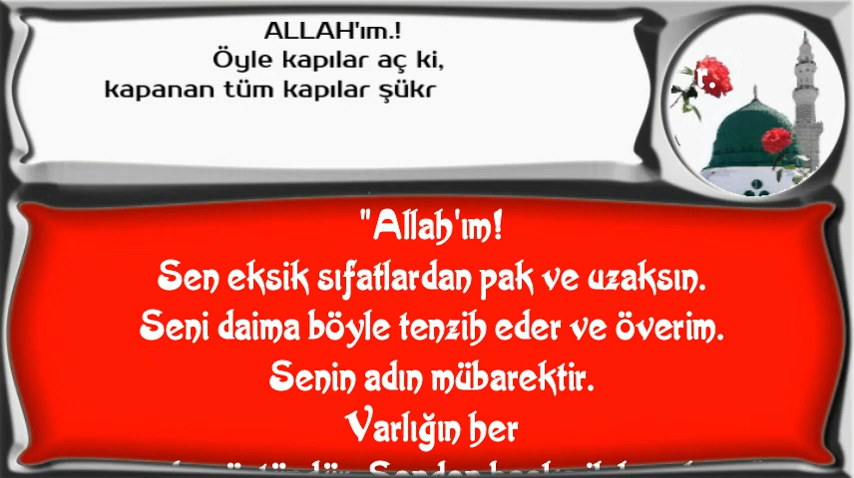 ALLAH'ım.!
Öyle kapılar aç ki,
kapanan tüm kapılar şükr
"Allah'ım!
Sen eksik sıfatlardan pak ve uzaksın.
Seni daima böyle tenzih eder ve överim.
Senin adın mübarektir.
Varlığın her